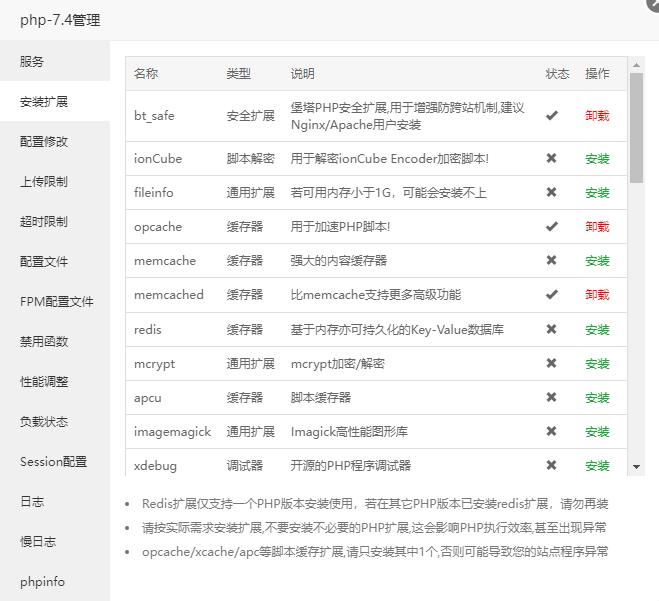 php-7.4管理
服务
安装扩展
配置修改
上传限制
超时限制
配置文件
FPM配置文件
禁用函数
性能调整
负载状态
Session配置
日志
慢日志
phpinfo
名称 类型 说明 状态 操作
bt_safe 安全扩展 堡塔PHP安全扩展,用于增强防跨站机制,建议
Nginx/Apache用户安装 卸载
ionCube 脚本解密 用于解密ionCube Encoder加密脚本! 安装
fileinfo 通用扩展 若可用内存小于1G，可能会安装不上 安装
opcache 缓存器 用于加速PHP脚本! 卸载
memcache 缓存器 强大的内容缓存器 安装
memcached 缓存器 比memcache支持更多高级功能 卸载
redis 缓存器 基于内存亦可持久化的Key-Value数据库 安装
mcrypt 通用扩展 mcrypt加密/解密 安装
apcu 缓存器 脚本缓存器 安装
imagemagick 通用扩展 Imagick高性能图形库 安装
xdebug 调试器 开源的PHP程序调试器 安装
Redis扩展仅支持一个PHP版本安装使用，若在其它PHP版本已安装redis扩展，请勿再装
请按实际需求安装扩展,不要安装不必要的PHP扩展,这会影响PHP执行效率,甚至出现异常
opcache/xcache/apc等脚本缓存扩展,请只安装其中1个,否则可能导致您的站点程序异常